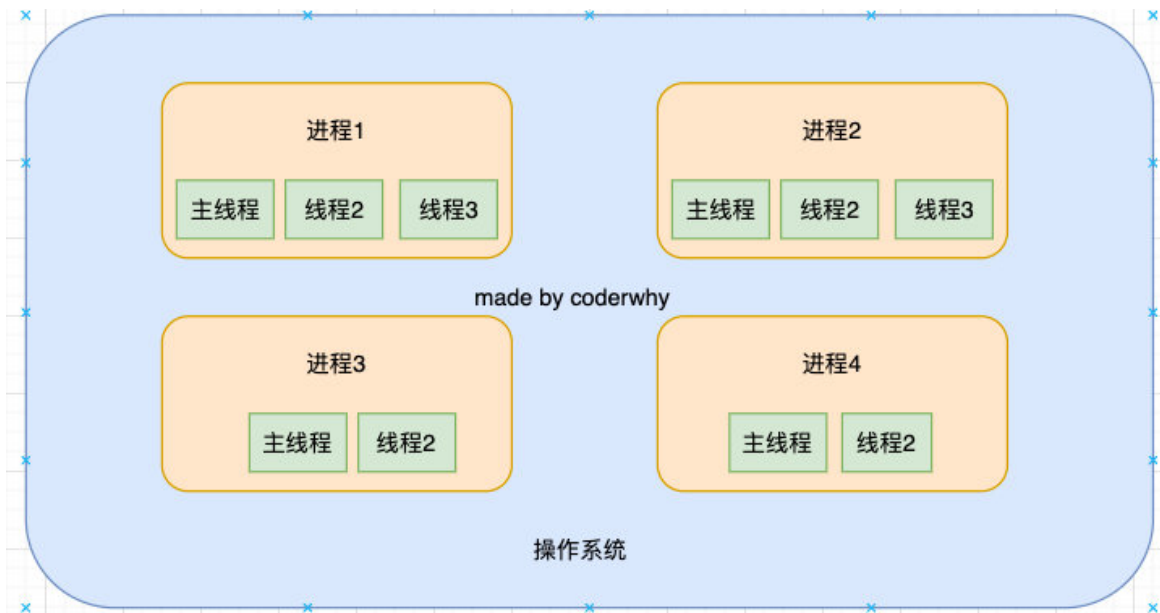 进程1
主线程
线程2
线程3
进程2
主线程
线程2
线程3
made by coderwhy
进程3
主线程
线程2
进程4
主线程
线程2
操作系统